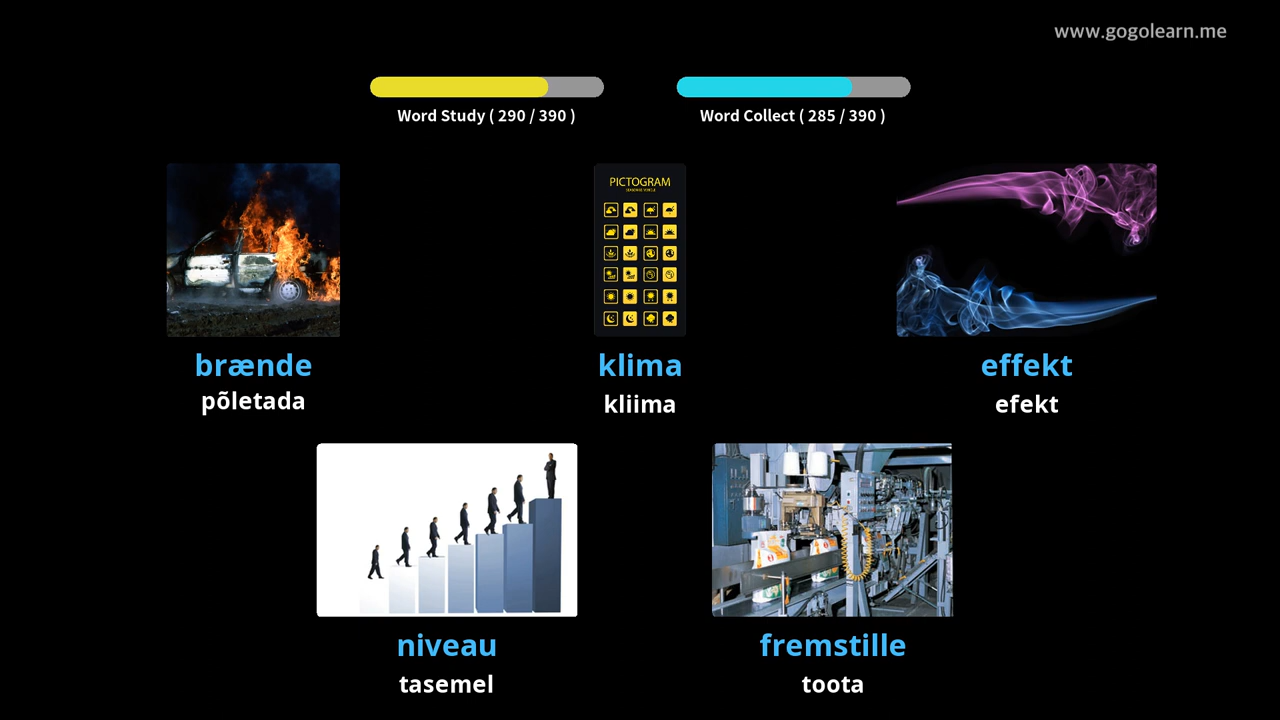 www.gogolearn.me
Word Study ( 290 / 390 )
Word Collect ( 285 / 390 )
PICTOGRAM
brænde
põletada
klima
kliima
effekt
efekt
niveau
tasemel
fremstille
toota